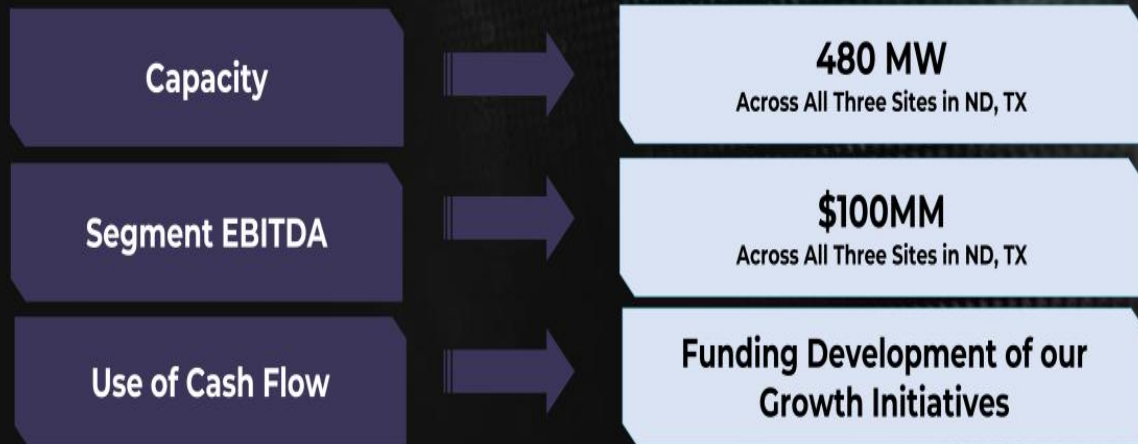 Capacity
480 MW
Across All Three Sites in ND, TX
Segment EBITDA
$100MM
Across All Three Sites in ND, TX
Use of Cash Flow
Funding Development of our
Growth Initiatives